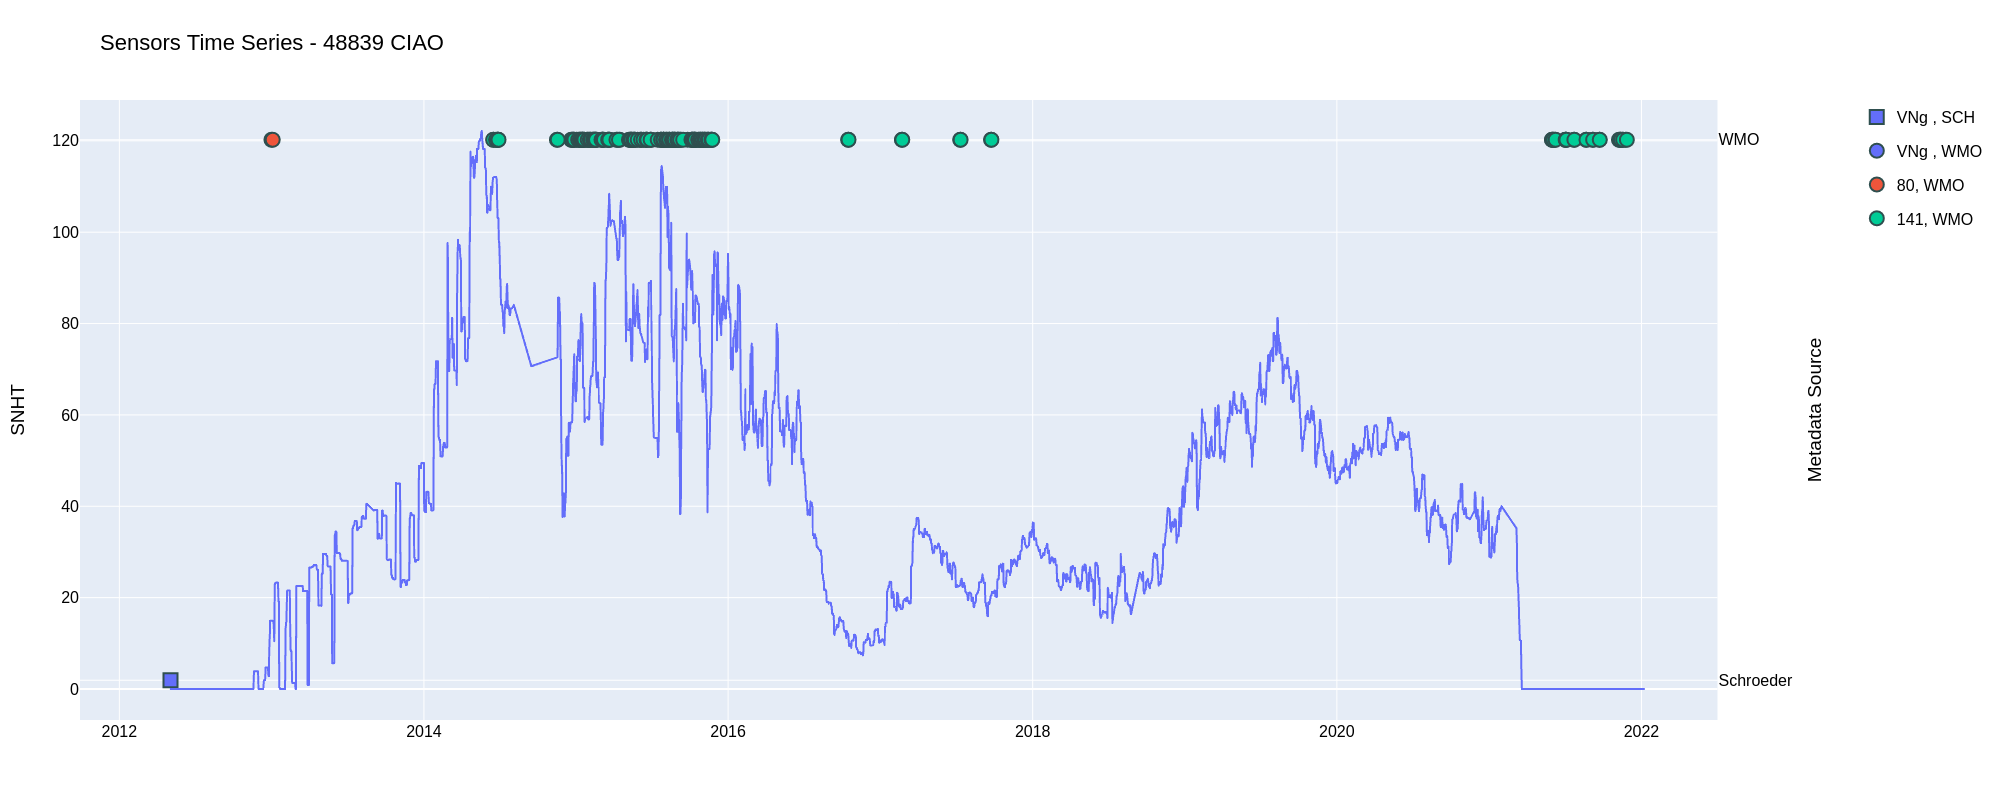 Sensors Time Series - 48839 CIAO
SNHT
120
100
80
60
40
20
0
2012
2014
2016
2018
2020
2022
WMO
Schroeder
Metadata Source
VNg , SCH
VNg , WMO
80, WMO
141, WMO